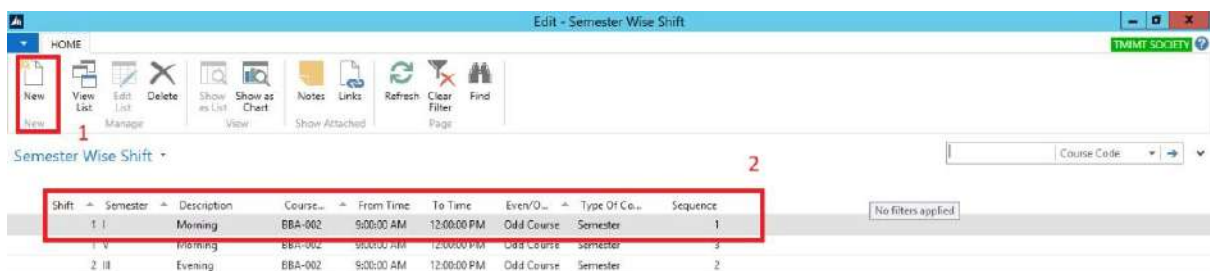 Edit - Semester Wise Shift
HOME
TMIMT SOCIETY
New View List Edit List Delete Show as List Show as Chart Notes Links Refresh Clear Filter Find
New Manage View Show Attached Page
1
Semester Wise Shift
Course Code
2
Shift Semester Description Course... From Time To Time Even/O... Type Of Co... Sequence
No filters applied
1 I Morning BBA-002 9:00:00 AM 12:00:00 PM Odd Course Semester 1
1 V Morning BBA-002 9:00:00 AM 12:00:00 PM Odd Course Semester 3
2 III Evening BBA-002 9:00:00 AM 12:00:00 PM Odd Course Semester 2